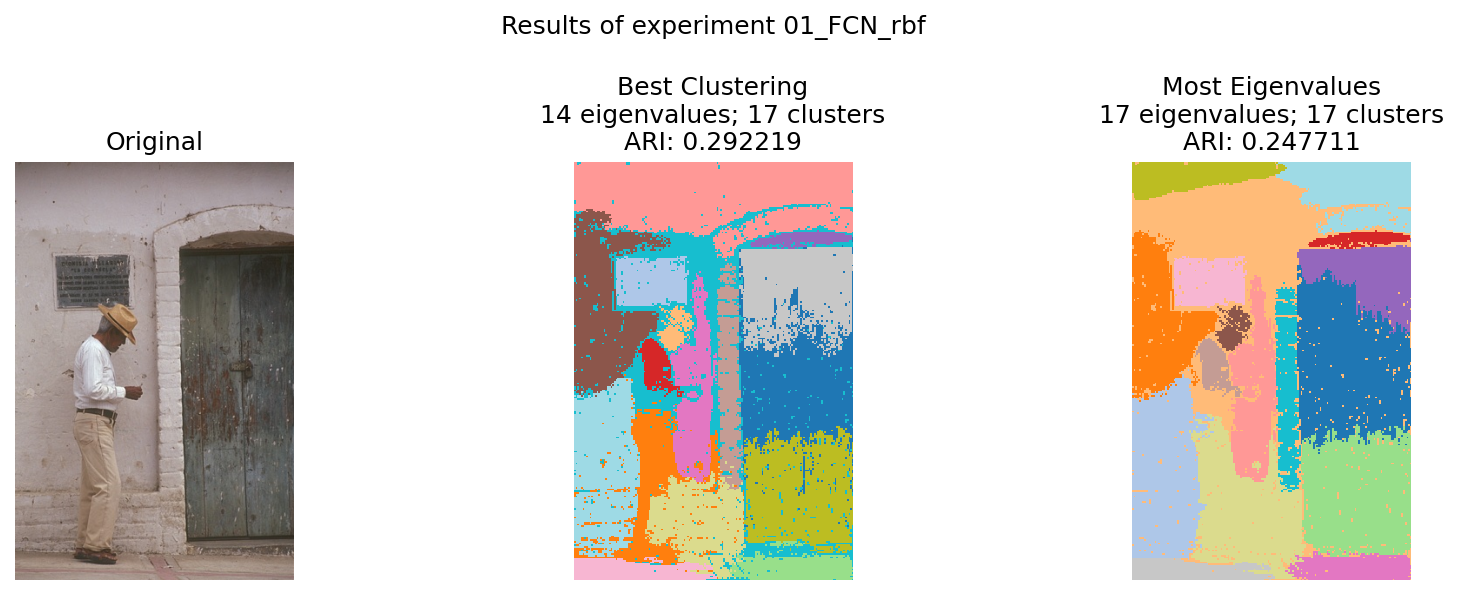 Results of experiment 01_FCN_rbf
Original
Best Clustering
14 eigenvalues; 17 clusters
ARI: 0.292219
Most Eigenvalues
17 eigenvalues; 17 clusters
ARI: 0.247711